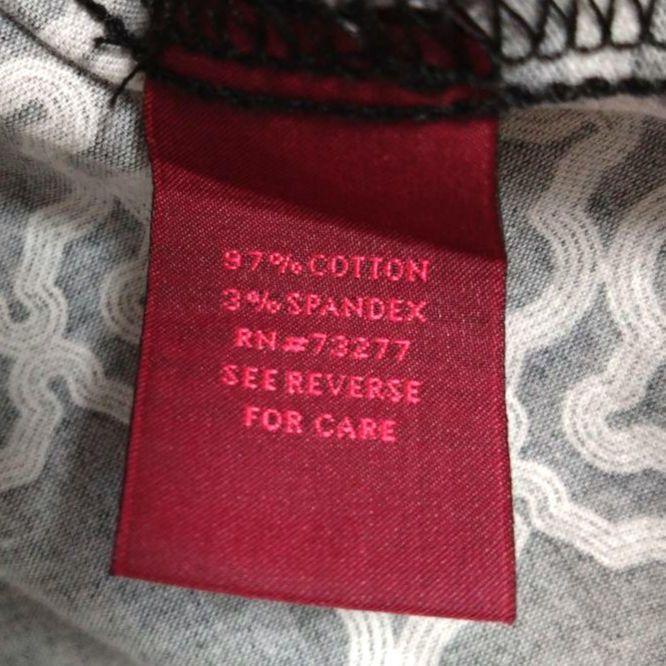 97% COTTON
3% SPANDEX
RN#73277
SEE REVERSE
FOR CARE